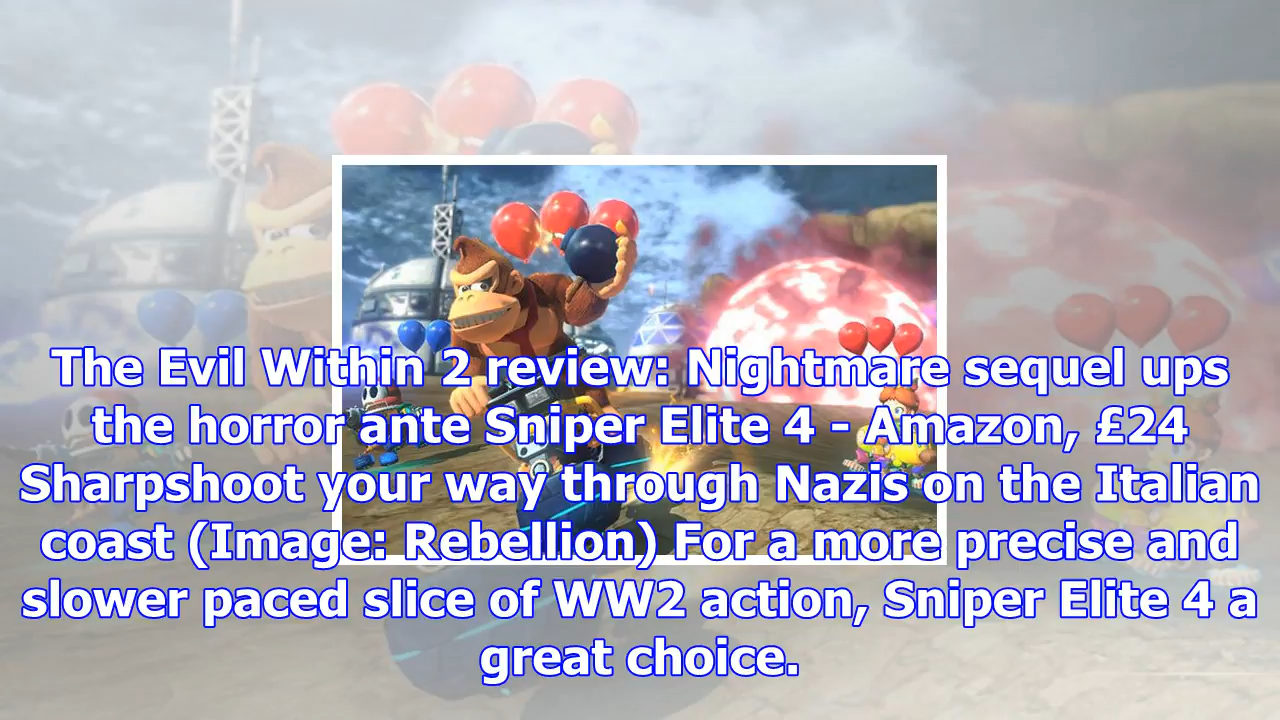 The Evil Within 2 review: Nightmare sequel ups
the horror ante Sniper Elite 4 - Amazon, £24
Sharpshoot your way through Nazis on the Italian
coast (Image: Rebellion) For a more precise and
slower paced slice of WW2 action, Sniper Elite 4 a
great choice.